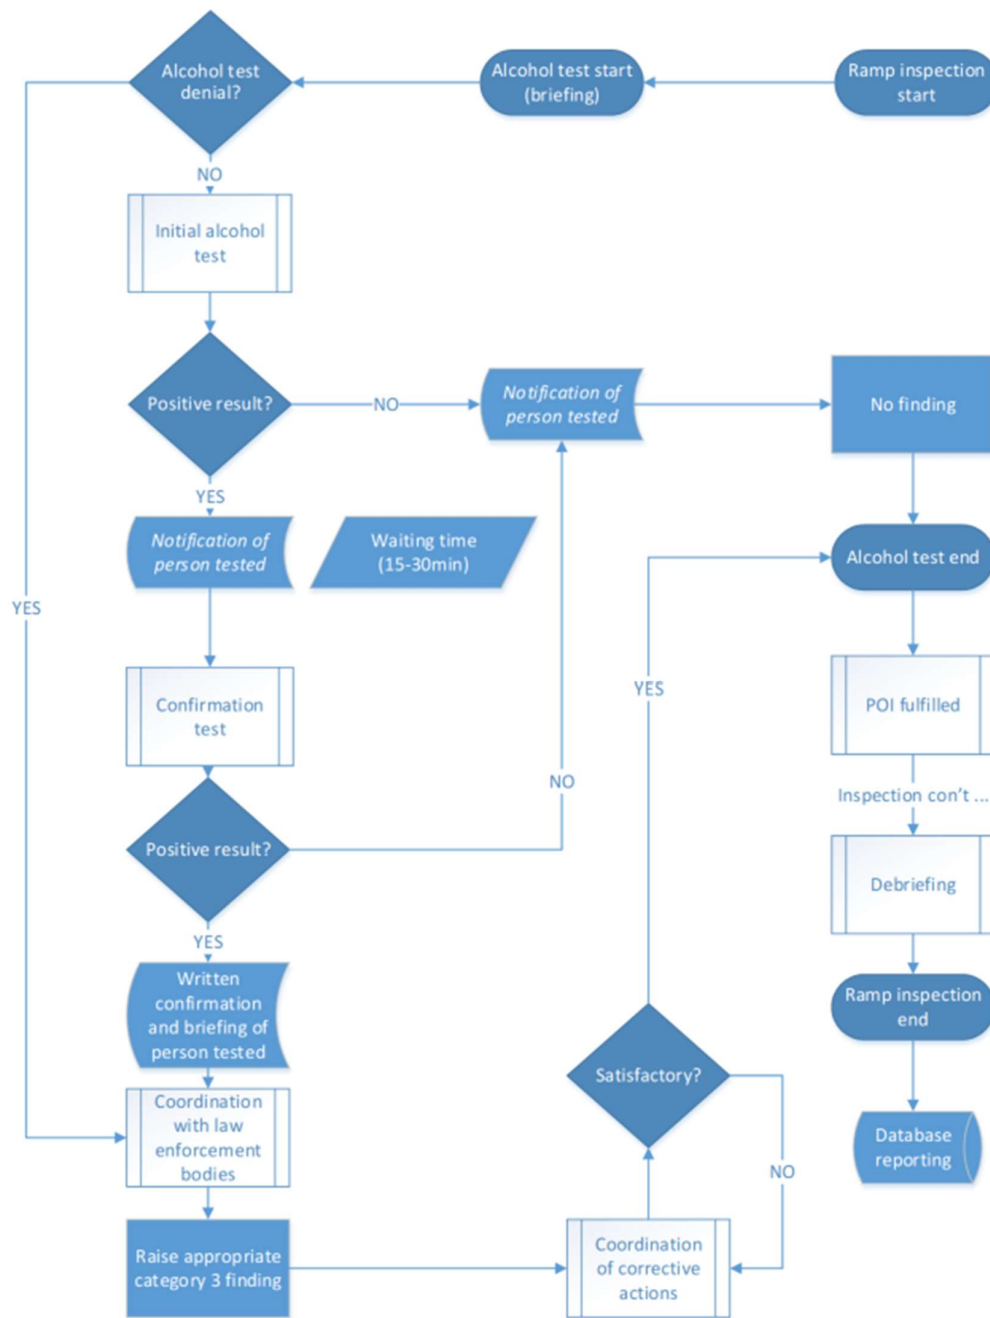 Alcohol test
denial?
Alcohol test start
(briefing)
Ramp inspection
start
NO
Initial alcohol
test
Positive result?
NO
Notification of
person tested
No finding
YES
Notification of
person tested
Waiting time
(15-30min)
Alcohol test end
YES
Confirmation
test
YES
POI fulfilled
NO
Inspection con't ...
Positive result?
Debriefing
YES
Written
confirmation
and briefing of
person tested
Ramp inspection
end
Satisfactory?
Coordination
with law
enforcement
bodies
Database
reporting
NO
Raise appropriate
category 3 finding
Coordination
of corrective
actions